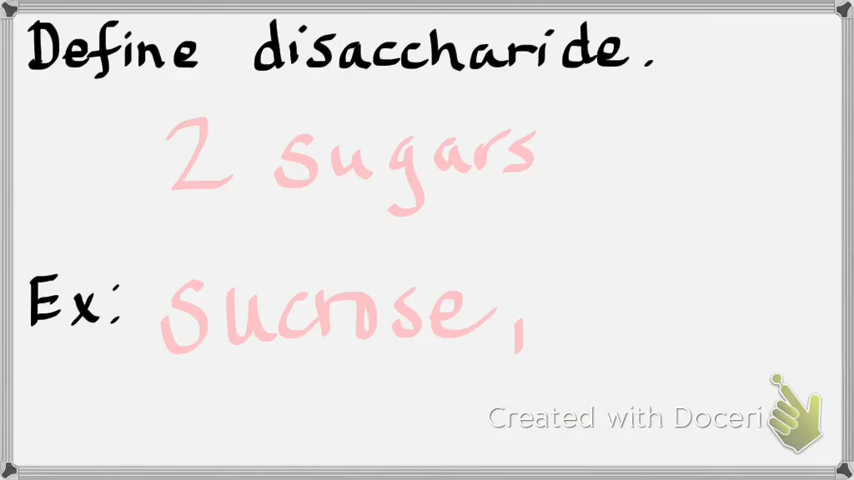 Define disaccharide.
2 sugars
Ex: sucrose,
Created with Doceri